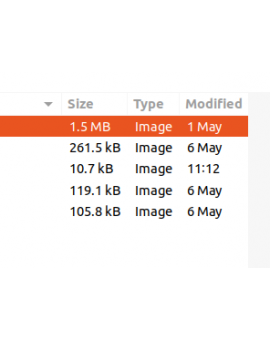 Size Type Modified
1.5 MB Image 1 May
261.5 kB Image 6 May
10.7 kB Image 11:12
119.1 kB Image 6 May
105.8 kB Image 6 May